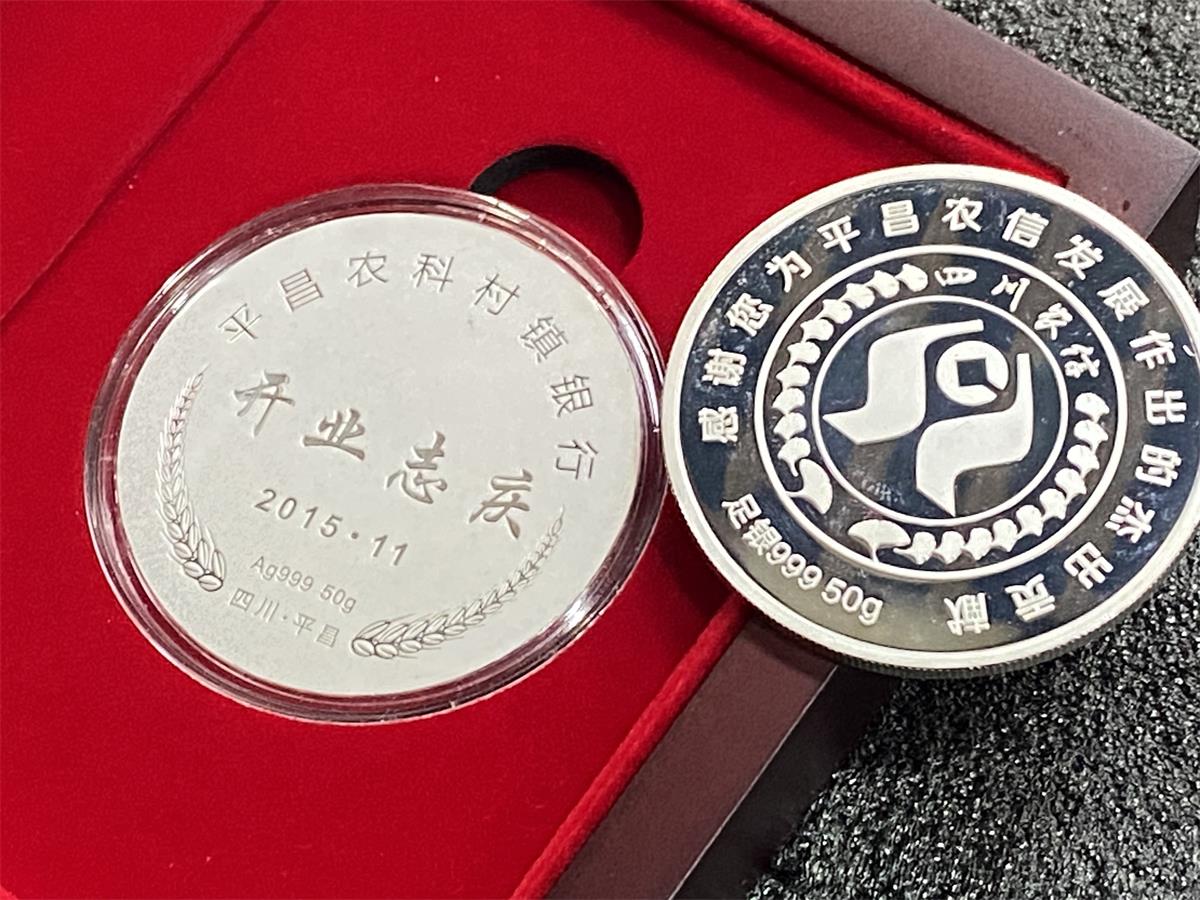 平昌农科村镇银行
开业志庆
2015·11
Ag999 50g
四川·平昌
感谢您为平昌农信发展作出的杰出贡献
四川农信
足银999 50g